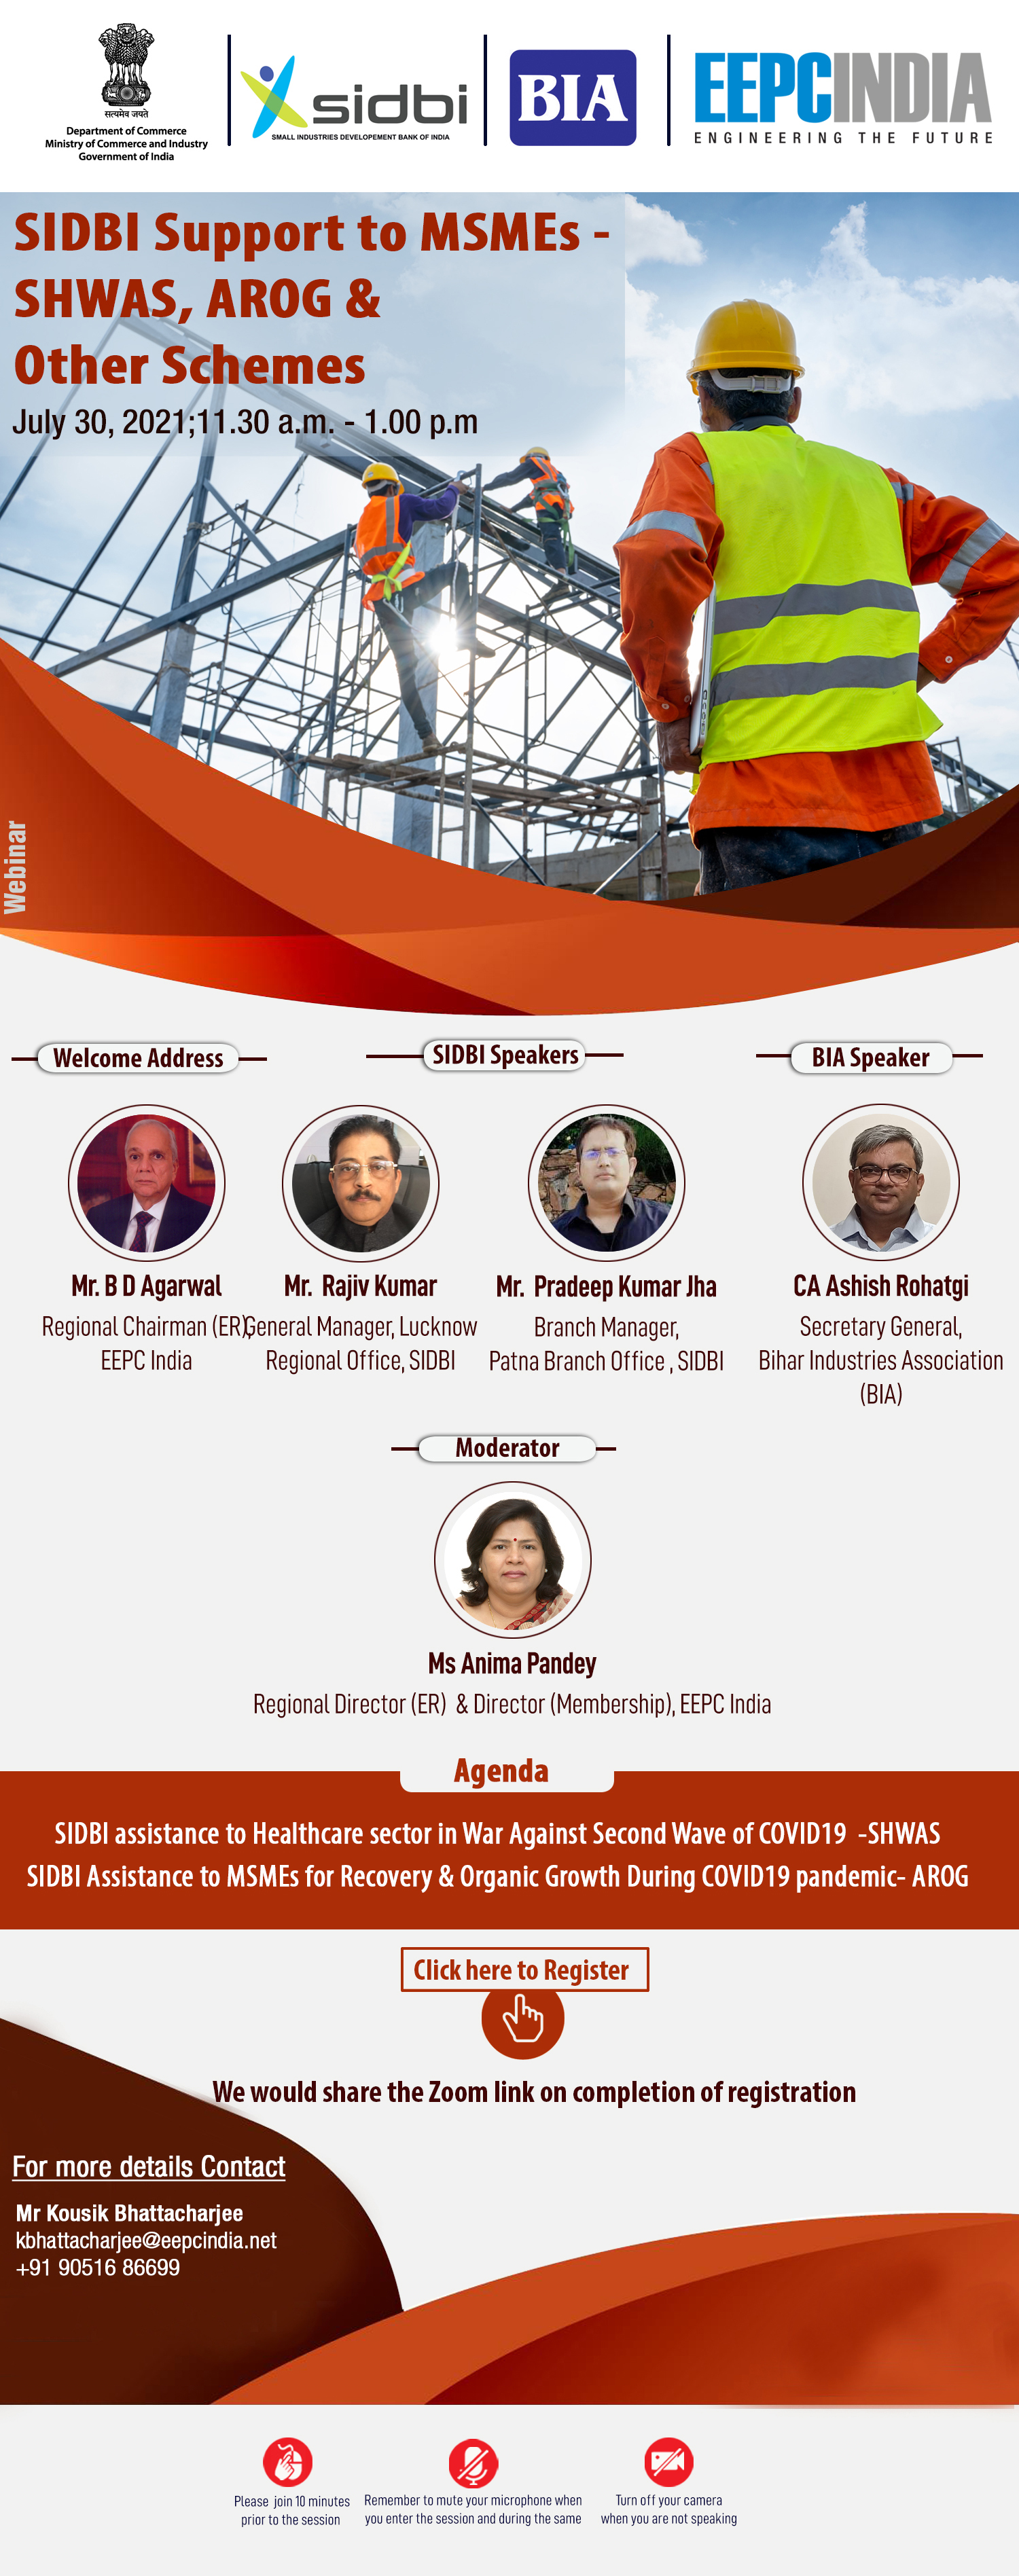 सत्यमेव जयते
Department of Commerce
Ministry of Commerce and Industry
Government of India
sidbi
SMALL INDUSTRIES DEVELOPEMENT BANK OF INDIA
BIA
EEPCINDIA
ENGINEERING THE FUTURE
SIDBI Support to MSMEs -
SHWAS, AROG &
Other Schemes
July 30, 2021;11.30 a.m. - 1.00 p.m
Webinar
Welcome Address
Mr. B D Agarwal
Regional Chairman (ER),
EEPC India
SIDBI Speakers
Mr. Rajiv Kumar
General Manager, Lucknow
Regional Office, SIDBI
Mr. Pradeep Kumar Jha
Branch Manager,
Patna Branch Office , SIDBI
BIA Speaker
CA Ashish Rohatgi
Secretary General,
Bihar Industries Association
(BIA)
Moderator
Ms Anima Pandey
Regional Director (ER) & Director (Membership), EEPC India
Agenda
SIDBI assistance to Healthcare sector in War Against Second Wave of COVID19 -SHWAS
SIDBI Assistance to MSMEs for Recovery & Organic Growth During COVID19 pandemic- AROG
Click here to Register
We would share the Zoom link on completion of registration
For more details Contact
Mr Kousik Bhattacharjee
kbhattacharjee@eepcindia.net
+91 90516 86699
Please join 10 minutes
prior to the session
Remember to mute your microphone when
you enter the session and during the same
Turn off your camera
when you are not speaking